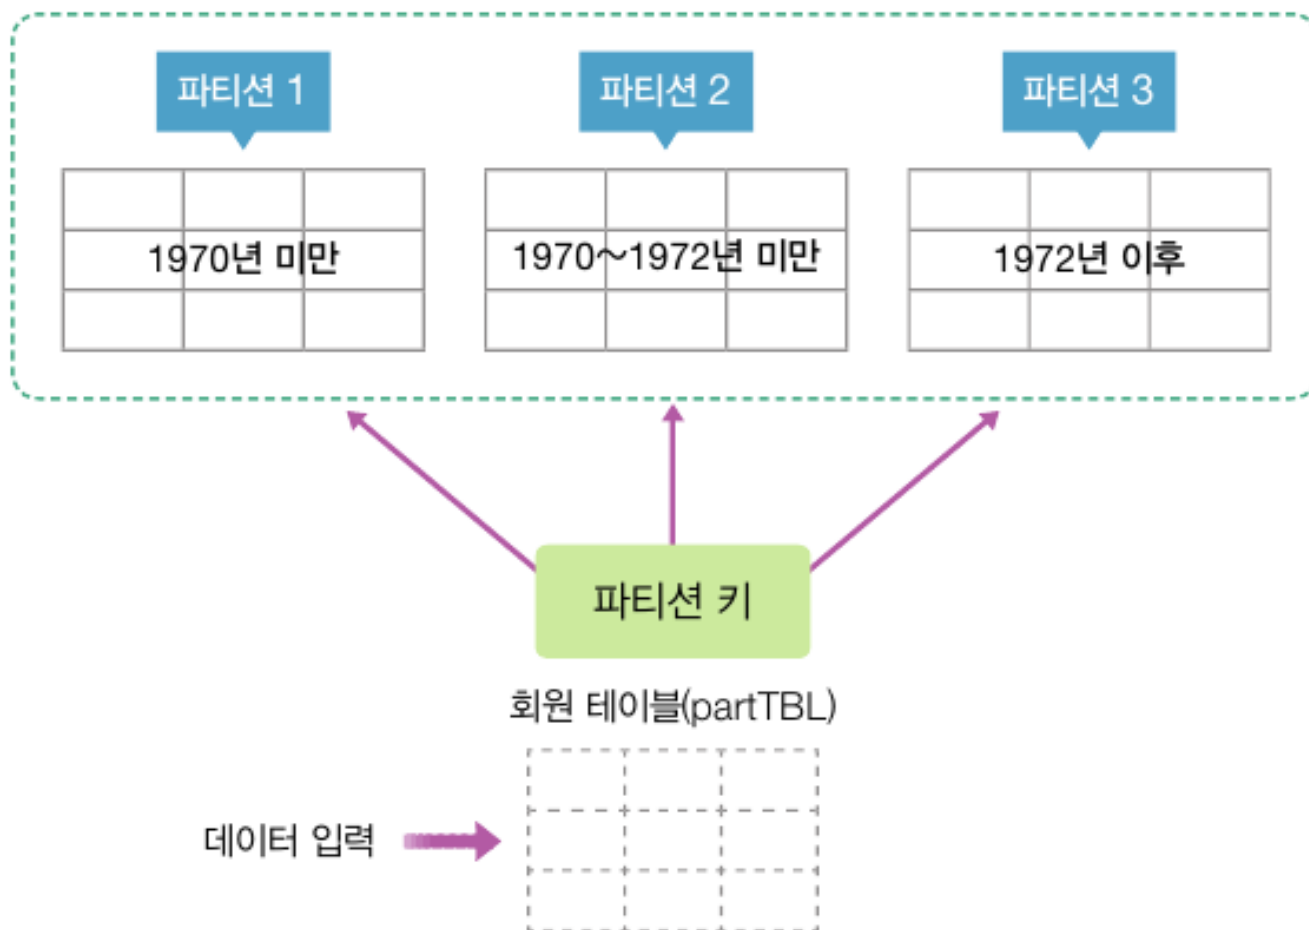 파티션 1
파티션 2
파티션 3
1970년 미만
1970~1972년 미만
1972년 이후
파티션 키
회원 테이블(partTBL)
데이터 입력